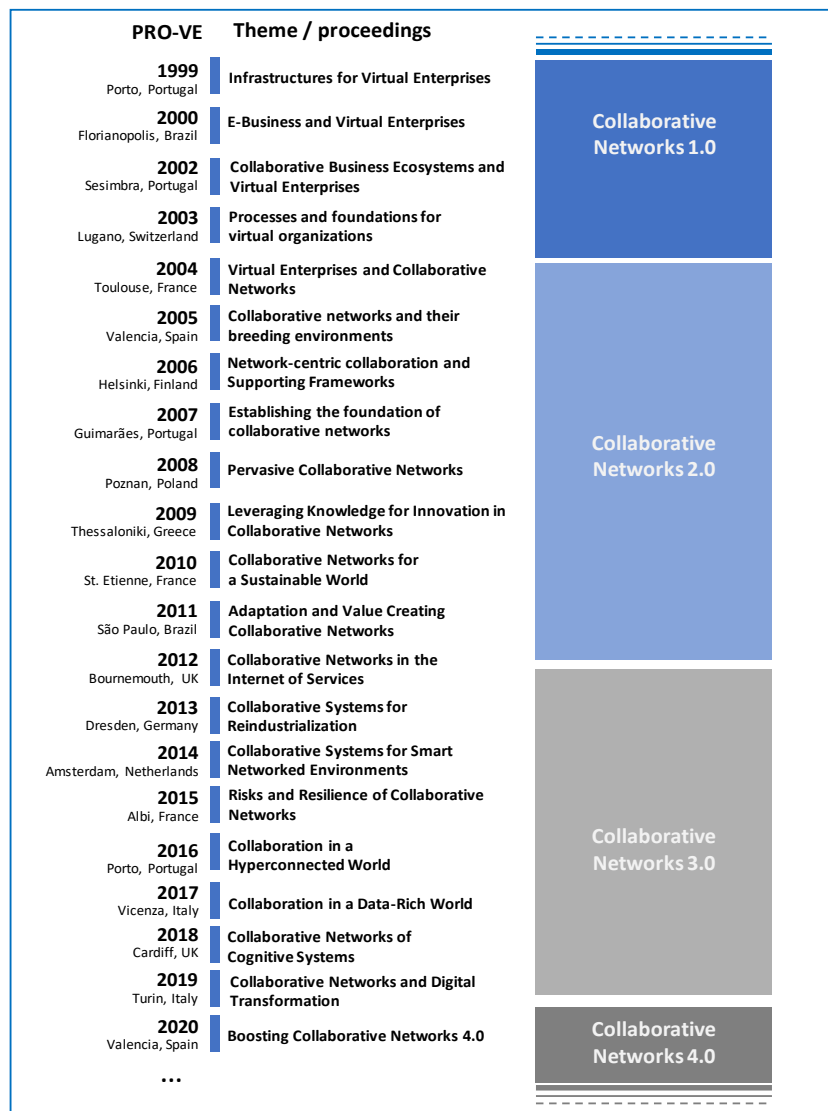 PRO-VE Theme / proceedings
1999
Porto, Portugal
Infrastructures for Virtual Enterprises
2000
Florianopolis, Brazil
E-Business and Virtual Enterprises
2002
Sesimbra, Portugal
Collaborative Business Ecosystems and
Virtual Enterprises
2003
Lugano, Switzerland
Processes and foundations for
virtual organizations
Collaborative
Networks 1.0
2004
Toulouse, France
Virtual Enterprises and Collaborative
Networks
2005
Valencia, Spain
Collaborative networks and their
breeding environments
2006
Helsinki, Finland
Network-centric collaboration and
Supporting Frameworks
2007
Guimarães, Portugal
Establishing the foundation of
collaborative networks
2008
Poznan, Poland
Pervasive Collaborative Networks
2009
Thessaloniki, Greece
Leveraging Knowledge for Innovation in
Collaborative Networks
2010
St. Etienne, France
Collaborative Networks for
a Sustainable World
2011
São Paulo, Brazil
Adaptation and Value Creating
Collaborative Networks
Collaborative
Networks 2.0
2012
Bournemouth, UK
Collaborative Networks in the
Internet of Services
2013
Dresden, Germany
Collaborative Systems for
Reindustrialization
2014
Amsterdam, Netherlands
Collaborative Systems for Smart
Networked Environments
2015
Albi, France
Risks and Resilience of Collaborative
Networks
2016
Porto, Portugal
Collaboration in a
Hyperconnected World
2017
Vicenza, Italy
Collaboration in a Data-Rich World
2018
Cardiff, UK
Collaborative Networks of
Cognitive Systems
2019
Turin, Italy
Collaborative Networks and Digital
Transformation
Collaborative
Networks 3.0
2020
Valencia, Spain
Boosting Collaborative Networks 4.0
Collaborative
Networks 4.0
...